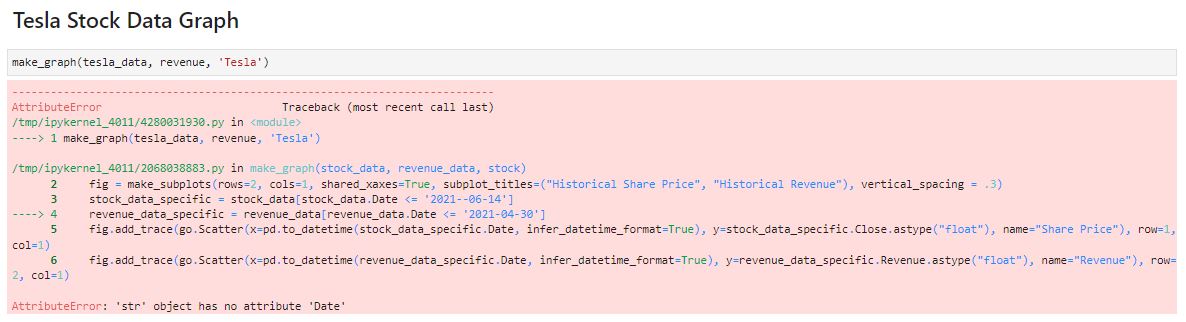 Tesla Stock Data Graph
make_graph(tesla_data, revenue, 'Tesla')
---------------------------------------------------------------------------
AttributeError                            Traceback (most recent call last)
/tmp/ipykernel_4011/4280031930.py in <module>
----> 1 make_graph(tesla_data, revenue, 'Tesla')
/tmp/ipykernel_4011/2068038883.py in make_graph(stock_data, revenue_data, stock)
      2     fig = make_subplots(rows=2, cols=1, shared_xaxes=True, subplot_titles=("Historical Share Price", "Historical Revenue"), vertical_spacing = .3)
      3     stock_data_specific = stock_data[stock_data.Date <= '2021--06-14']
----> 4     revenue_data_specific = revenue_data[revenue_data.Date <= '2021-04-30']
      5     fig.add_trace(go.Scatter(x=pd.to_datetime(stock_data_specific.Date, infer_datetime_format=True), y=stock_data_specific.Close.astype("float"), name="Share Price"), row=1,
col=1)
      6     fig.add_trace(go.Scatter(x=pd.to_datetime(revenue_data_specific.Date, infer_datetime_format=True), y=revenue_data_specific.Revenue.astype("float"), name="Revenue"), row=
2, col=1)
AttributeError: 'str' object has no attribute 'Date'